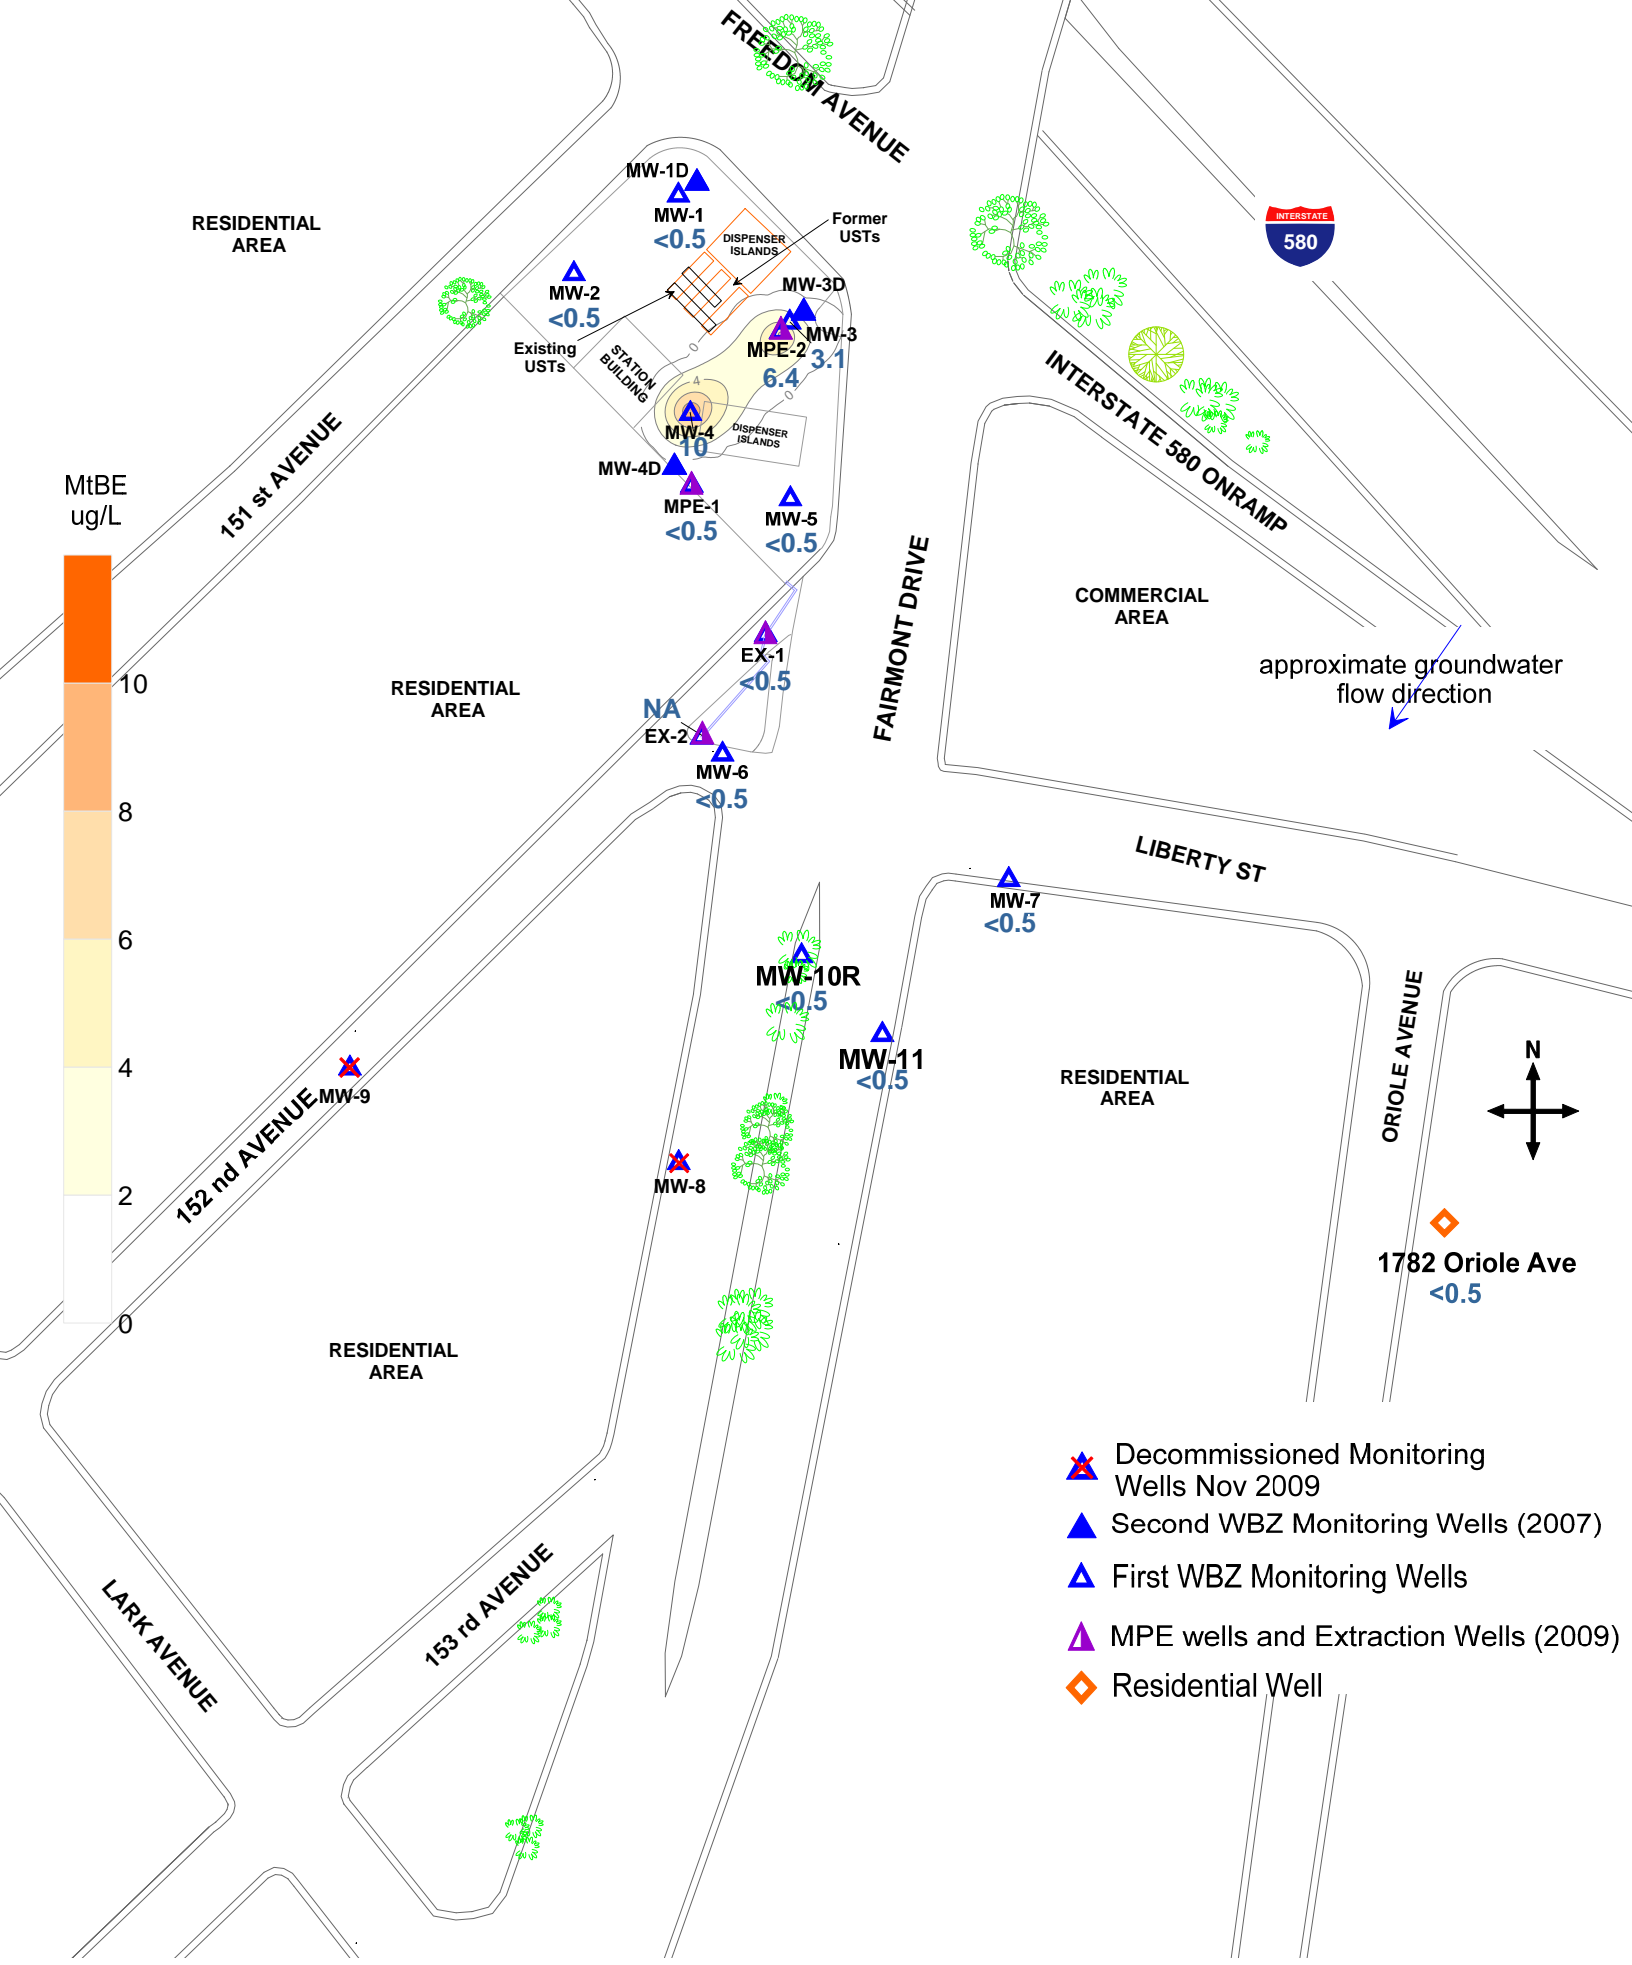 FREEDOM AVENUE
MW-1D
MW-1
<0.5
RESIDENTIAL
AREA
Former
USTs
DISPENSER
ISLANDS
INTERSTATE
580
MW-2
<0.5
MW-3D
MW-3
3.1
MPE-2
6.4
Existing
USTs
STATION
BUILDING
0
0
4
MW-4
10
DISPENSER
ISLANDS
MW-4D
MPE-1
<0.5
MW-5
<0.5
151 st AVENUE
INTERSTATE 580 ONRAMP
MtBE
ug/L
10
8
6
4
2
0
FAIRMONT DRIVE
COMMERCIAL
AREA
approximate groundwater
flow direction
EX-1
<0.5
RESIDENTIAL
AREA
NA
EX-2
MW-6
<0.5
LIBERTY ST
MW-7
<0.5
MW-10R
<0.5
MW-11
<0.5
ORIOLE AVENUE
N
RESIDENTIAL
AREA
MW-9
152 nd AVENUE
MW-8
1782 Oriole Ave
<0.5
RESIDENTIAL
AREA
Decommissioned Monitoring
Wells Nov 2009
Second WBZ Monitoring Wells (2007)
First WBZ Monitoring Wells
MPE wells and Extraction Wells (2009)
Residential Well
LARK AVENUE
153 rd AVENUE